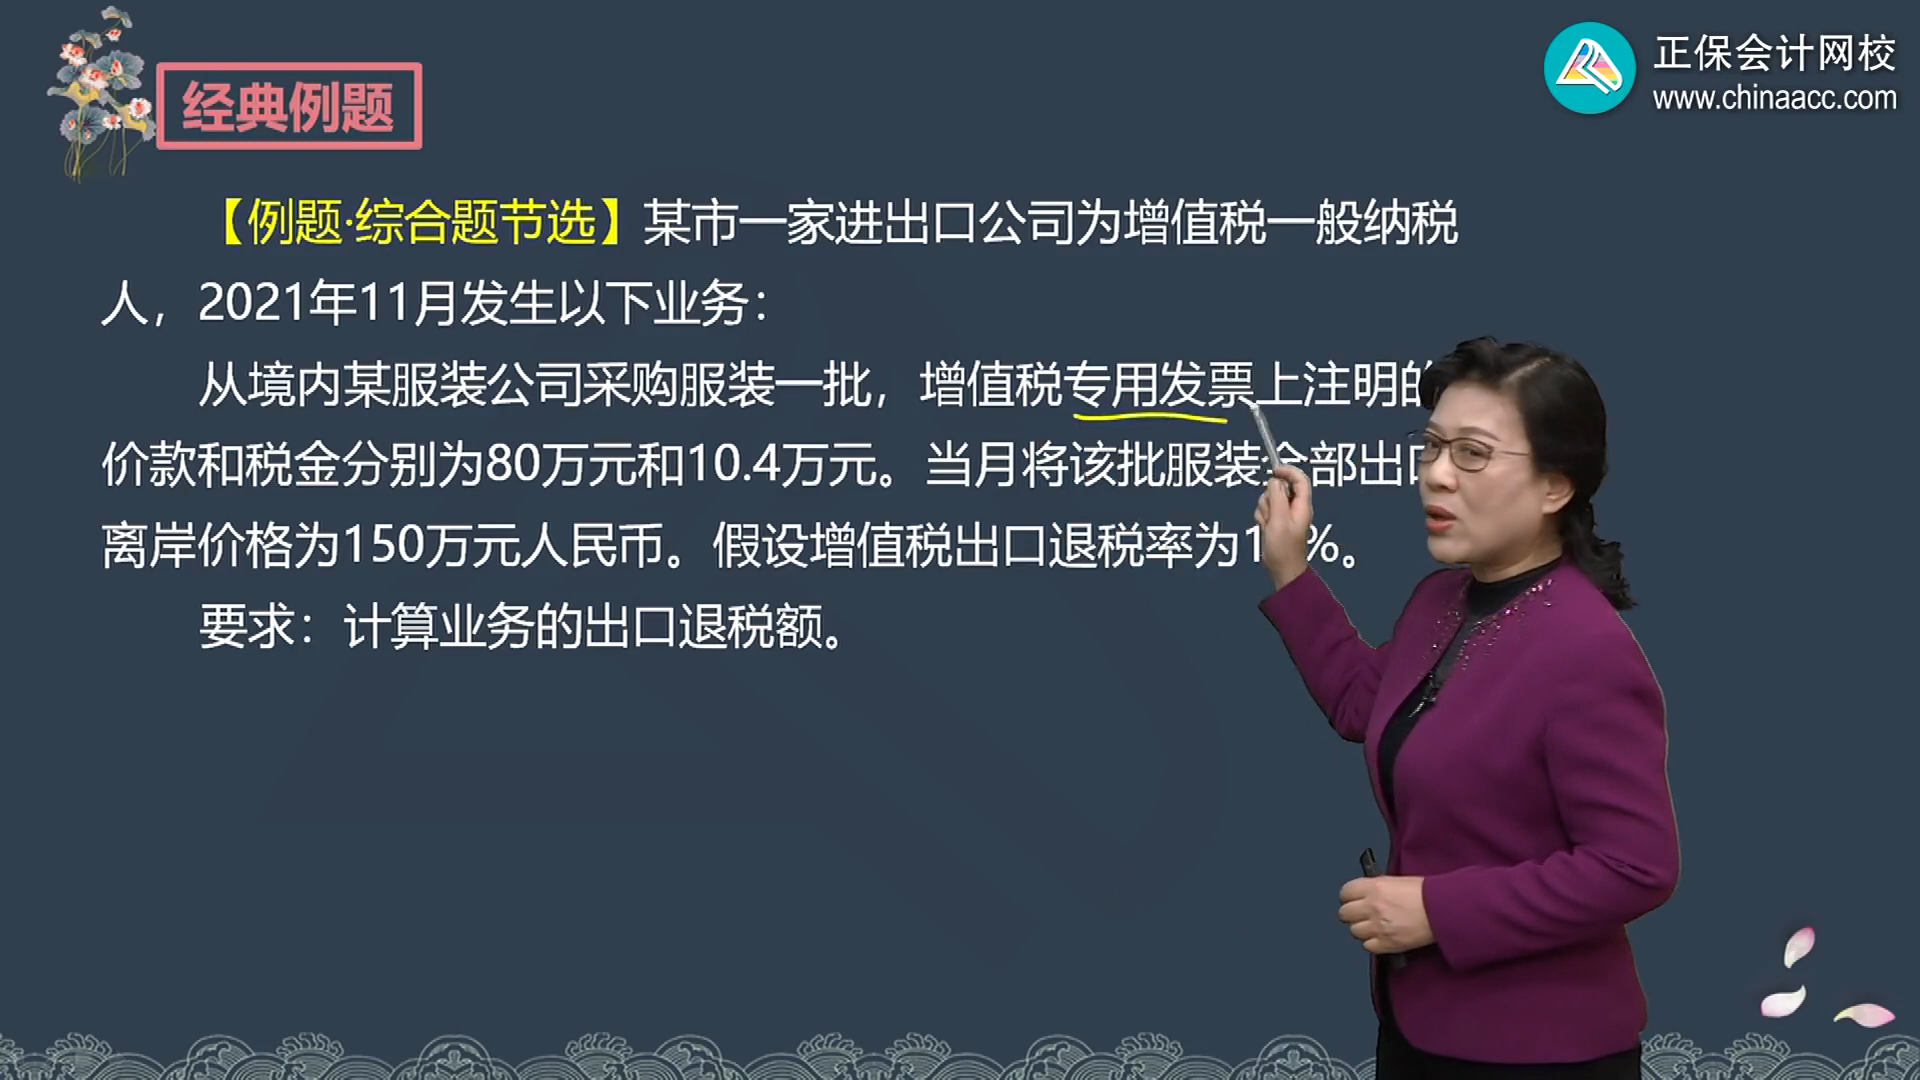 正保会计网校
www.chinaacc.com
经典例题
【例题·综合题节选】某市一家进出口公司为增值税一般纳税
人，2021年11月发生以下业务：
从境内某服装公司采购服装一批，增值税专用发票上注明的
价款和税金分别为80万元和10.4万元。当月将该批服装全部出口
离岸价格为150万元人民币。假设增值税出口退税率为1%。
要求：计算业务的出口退税额。